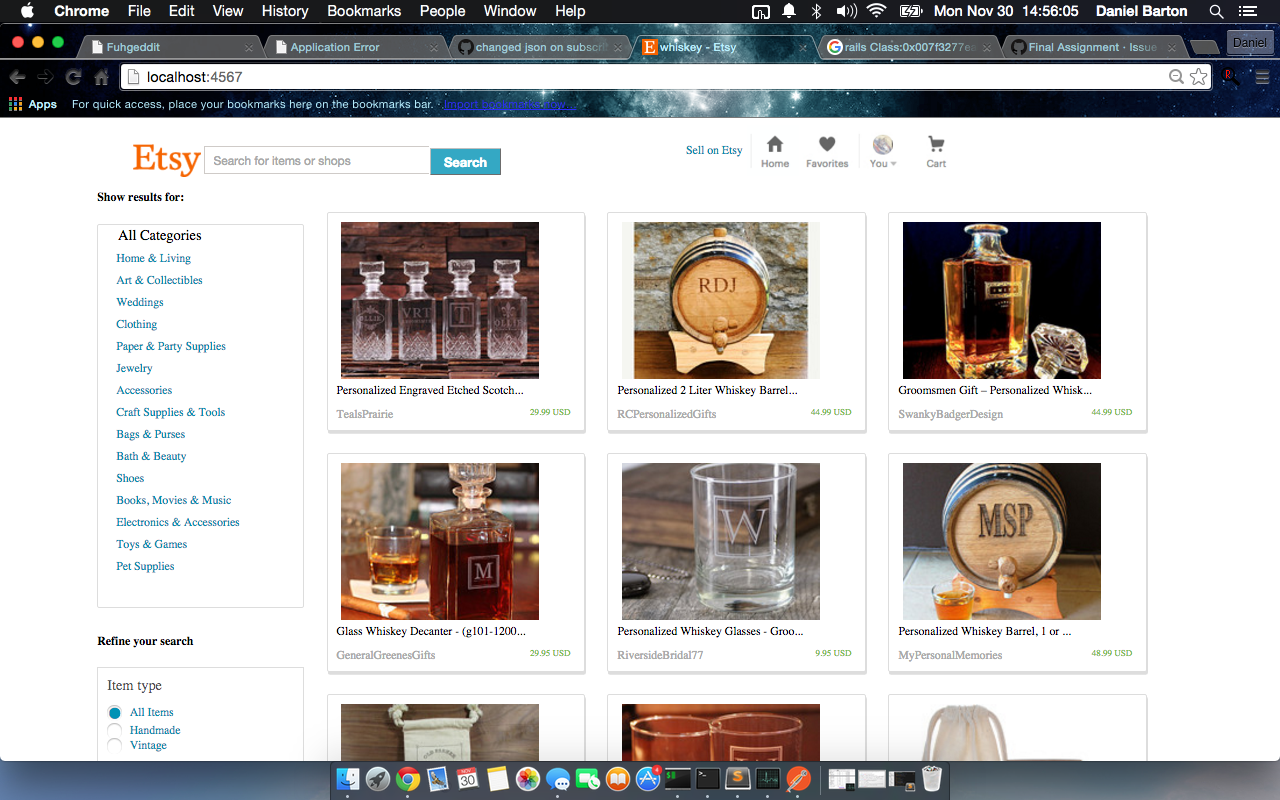 Chrome File Edit View History Bookmarks People Window Help Mon Nov 30 14:56:05 Daniel Barton
Fuhgeddit Application Error changed json on subscri whiskey - Etsy rails Class:0x007f3277ea Final Assignment · Issue Daniel
localhost:4567
Apps For quick access, place your bookmarks here on the bookmarks bar. Import bookmarks now...
Etsy Search for items or shops Search Sell on Etsy Home Favorites You Cart
Show results for:
All Categories
Home & Living
Art & Collectibles
Weddings
Clothing
Paper & Party Supplies
Jewelry
Accessories
Craft Supplies & Tools
Bags & Purses
Bath & Beauty
Shoes
Books, Movies & Music
Electronics & Accessories
Toys & Games
Pet Supplies
Refine your search
Item type
All Items
Handmade
Vintage
OLLIE VRT T OLLIE
Personalized Engraved Etched Scotch...
TealsPrairie 29.99 USD
RDJ
Personalized 2 Liter Whiskey Barrel...
RCPersonalizedGifts 44.99 USD
Groomsmen Gift – Personalized Whisk...
SwankyBadgerDesign 44.99 USD
M
Glass Whiskey Decanter - (g101-1200...
GeneralGreenesGifts 29.95 USD
W
Personalized Whiskey Glasses - Groo...
RiversideBridal77 9.95 USD
MSP
Personalized Whiskey Barrel, 1 or ...
MyPersonalMemories 48.99 USD
NOV 30